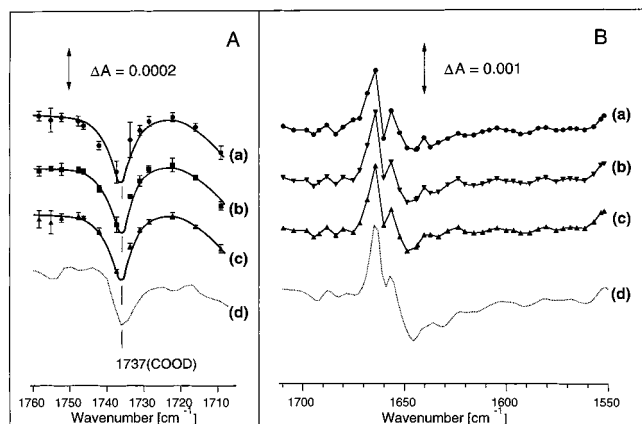 A
ΔA = 0.0002
(a)
(b)
(c)
(d)
1737(COOD)
1760 1750 1740 1730 1720 1710
Wavenumber [cm⁻¹]
B
ΔA = 0.001
(a)
(b)
(c)
(d)
1700 1650 1600 1550
Wavenumber [cm⁻¹]